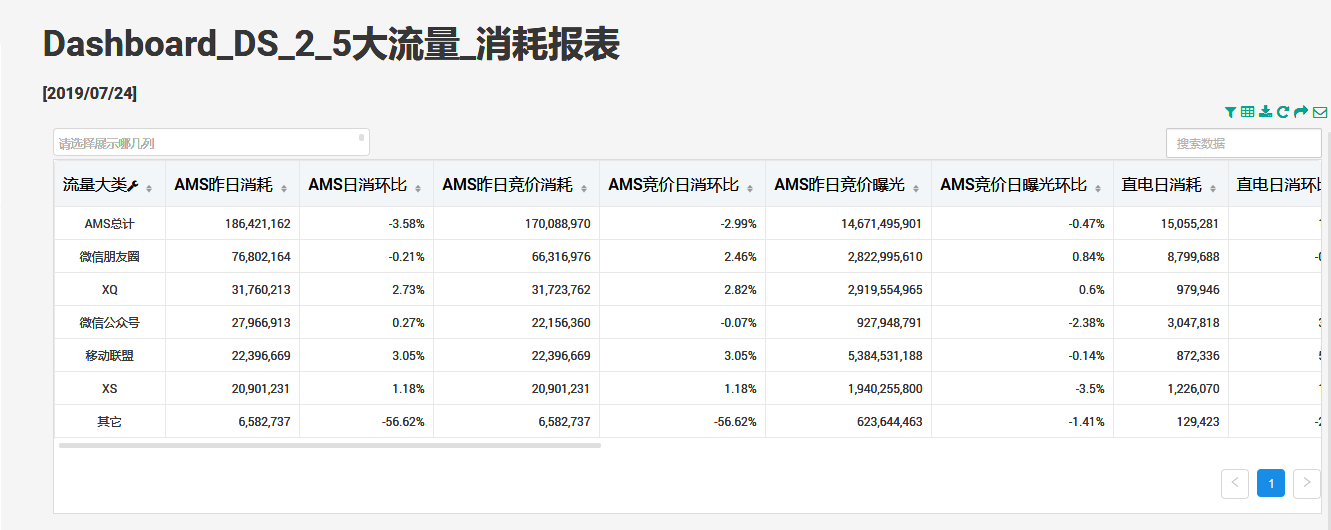 Dashboard_DS_2_5大流量_消耗报表
[2019/07/24]
请选择展示哪几列 搜索数据
流量大类 AMS昨日消耗 AMS日消环比 AMS昨日竞价消耗 AMS竞价日消环比 AMS昨日竞价曝光 AMS竞价日曝光环比 直电日消耗 直电日消环比
AMS总计 186,421,162 -3.58% 170,088,970 -2.99% 14,671,495,901 -0.47% 15,055,281
微信朋友圈 76,802,164 -0.21% 66,316,976 2.46% 2,822,995,610 0.84% 8,799,688
XQ 31,760,213 2.73% 31,723,762 2.82% 2,919,554,965 0.6% 979,946
微信公众号 27,966,913 0.27% 22,156,360 -0.07% 927,948,791 -2.38% 3,047,818
移动联盟 22,396,669 3.05% 22,396,669 3.05% 5,384,531,188 -0.14% 872,336
XS 20,901,231 1.18% 20,901,231 1.18% 1,940,255,800 -3.5% 1,226,070
其它 6,582,737 -56.62% 6,582,737 -56.62% 623,644,463 -1.41% 129,423
1